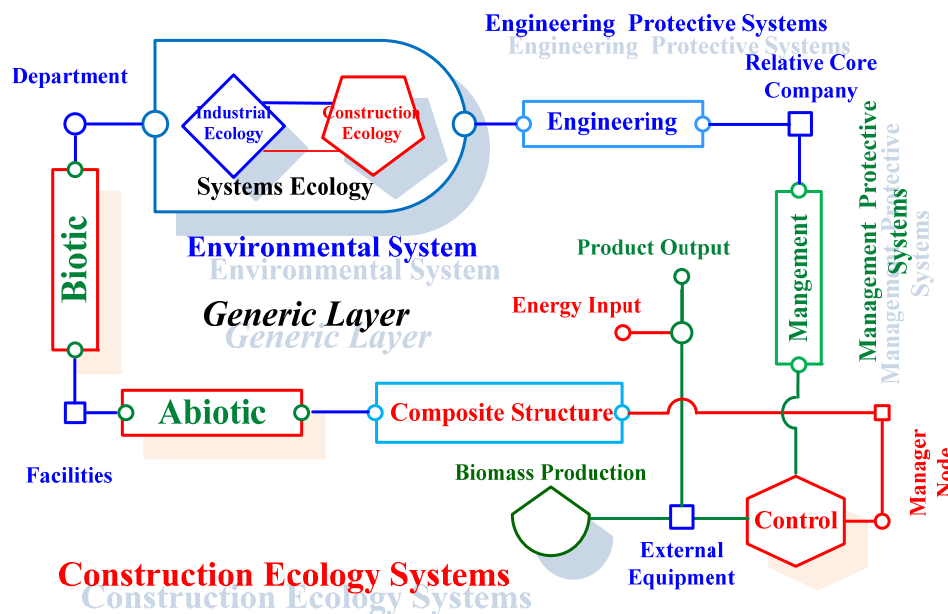 Engineering  Protective Systems
Engineering  Protective Systems
Department
Relative Core
Company
Industrial
Ecology
Construction
Ecology
Engineering
Systems Ecology
Management  Protective
Systems
Management  Protective
Systems
Biotic
Environmental System
Environmental System
Product Output
Energy Input
Mangement
Generic Layer
Generic Layer
Abiotic
Composite Structure
Facilities
Biomass Production
Manager
Node
Control
External
Equipment
Construction Ecology Systems
Construction Ecology Systems